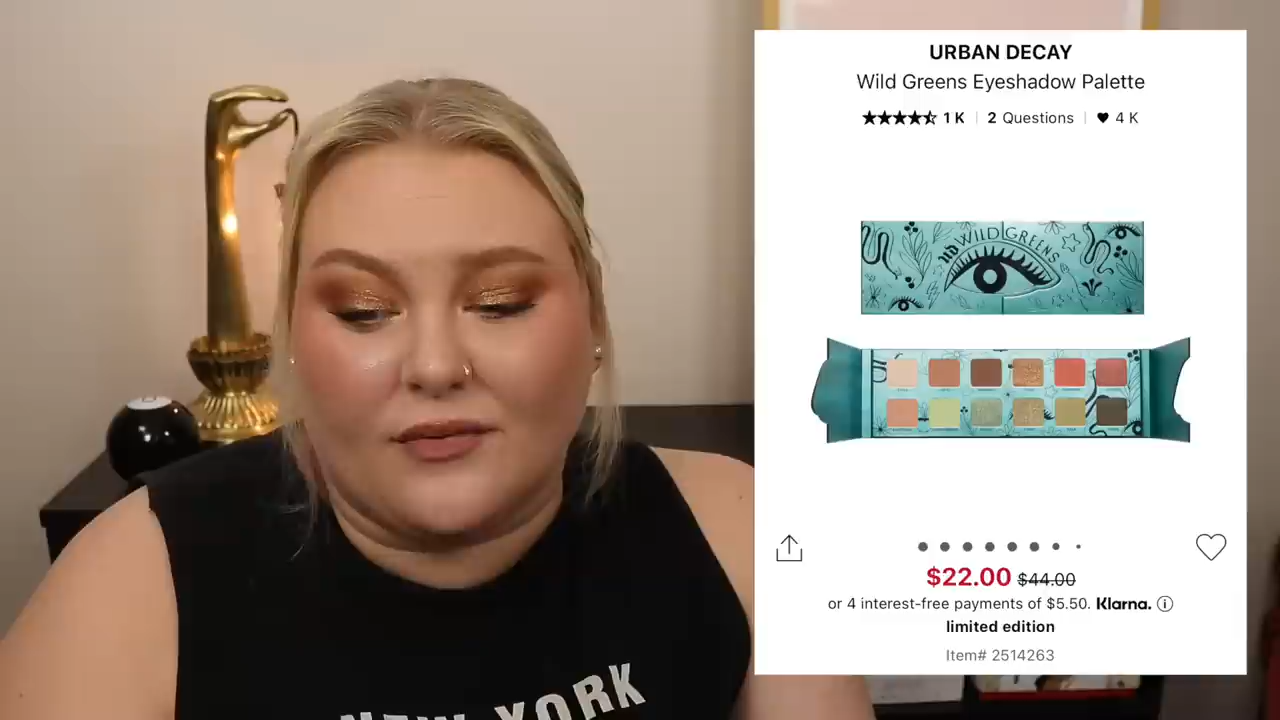 URBAN DECAY
Wild Greens Eyeshadow Palette
1 K | 2 Questions | ♥ 4 K
UD WILD GREENS
$22.00 $44.00
or 4 interest-free payments of $5.50. Klarna. ⓘ
limited edition
Item# 2514263
NEW YORK